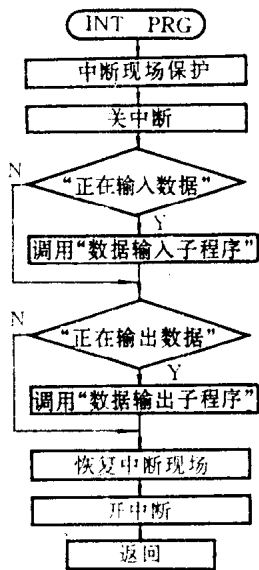 INT PRG
中断现场保护
关中断
N
“正在输入数据”
Y
调用“数据输入子程序”
N
“正在输出数据”
Y
调用“数据输出子程序”
恢复中断现场
开中断
返回